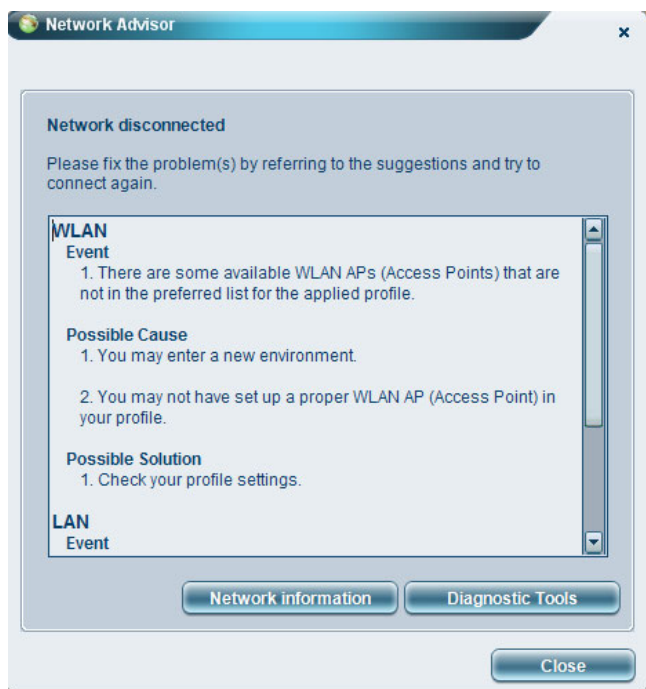 Network Advisor
Network disconnected
Please fix the problem(s) by referring to the suggestions and try to
connect again.
WLAN
Event
1. There are some available WLAN APs (Access Points) that are
not in the preferred list for the applied profile.
Possible Cause
1. You may enter a new environment.
2. You may not have set up a proper WLAN AP (Access Point) in
your profile.
Possible Solution
1. Check your profile settings.
LAN
Event
Network information
Diagnostic Tools
Close